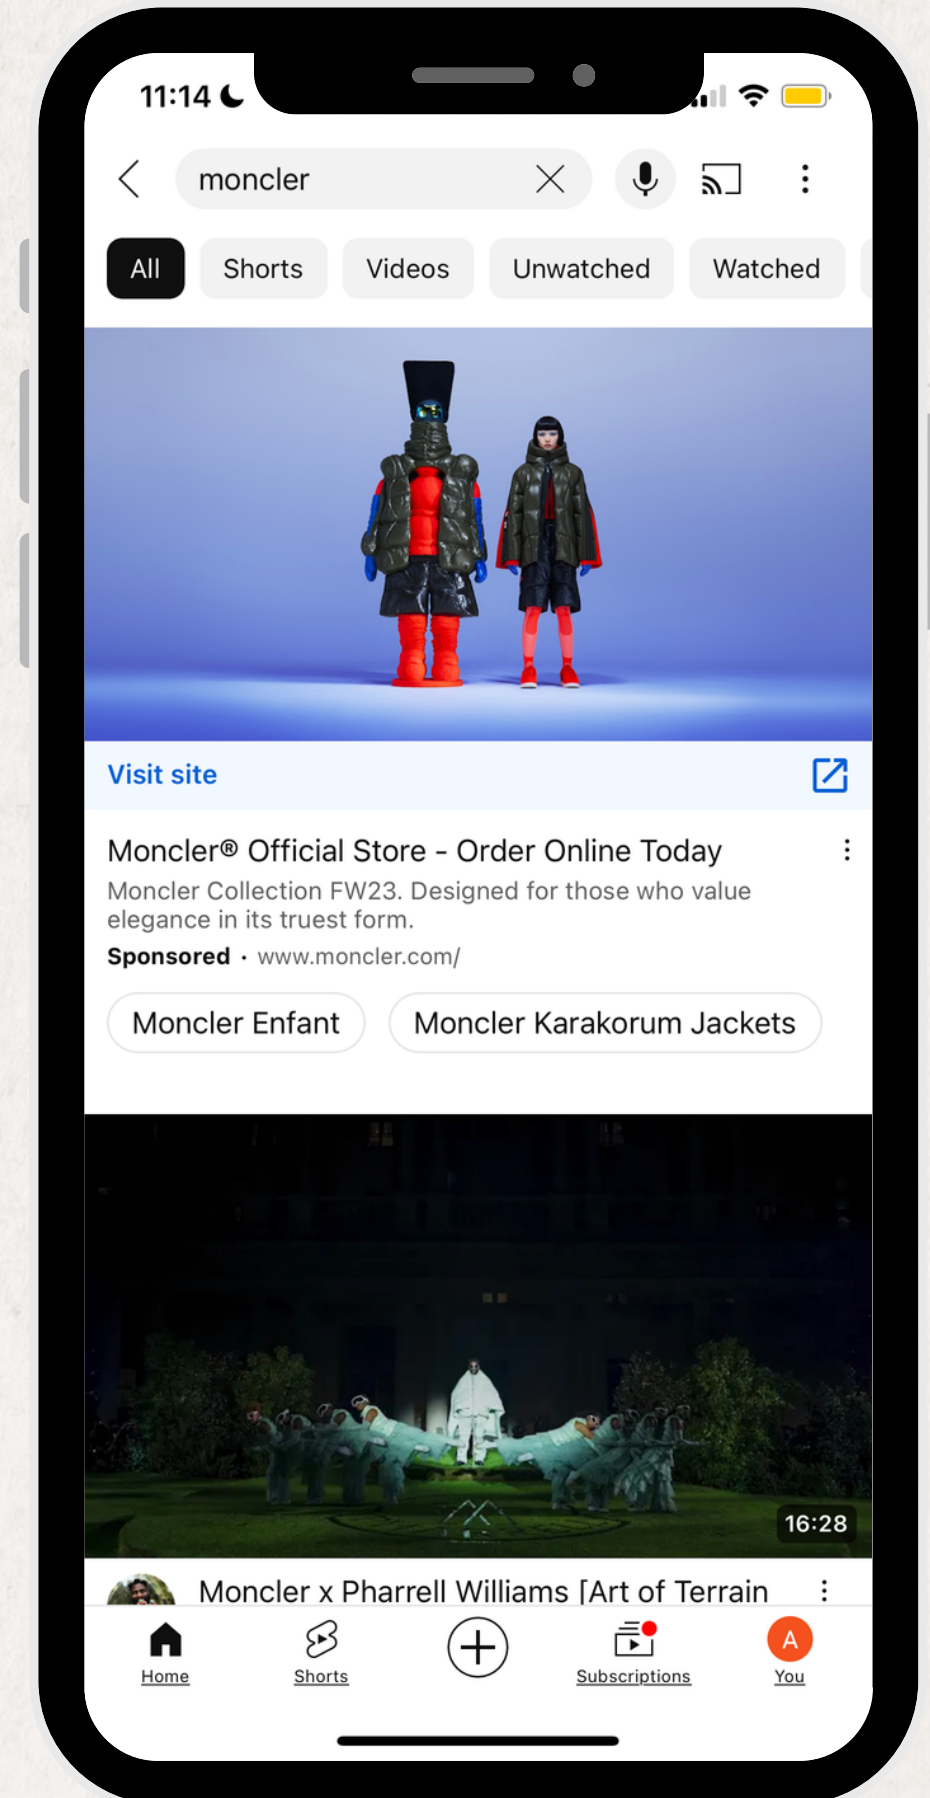 11:14
moncler
All Shorts Videos Unwatched Watched
Visit site
Moncler® Official Store - Order Online Today
Moncler Collection FW23. Designed for those who value
elegance in its truest form.
Sponsored · www.moncler.com/
Moncler Enfant Moncler Karakorum Jackets
16:28
Moncler x Pharrell Williams [Art of Terrain
Home Shorts Subscriptions A You